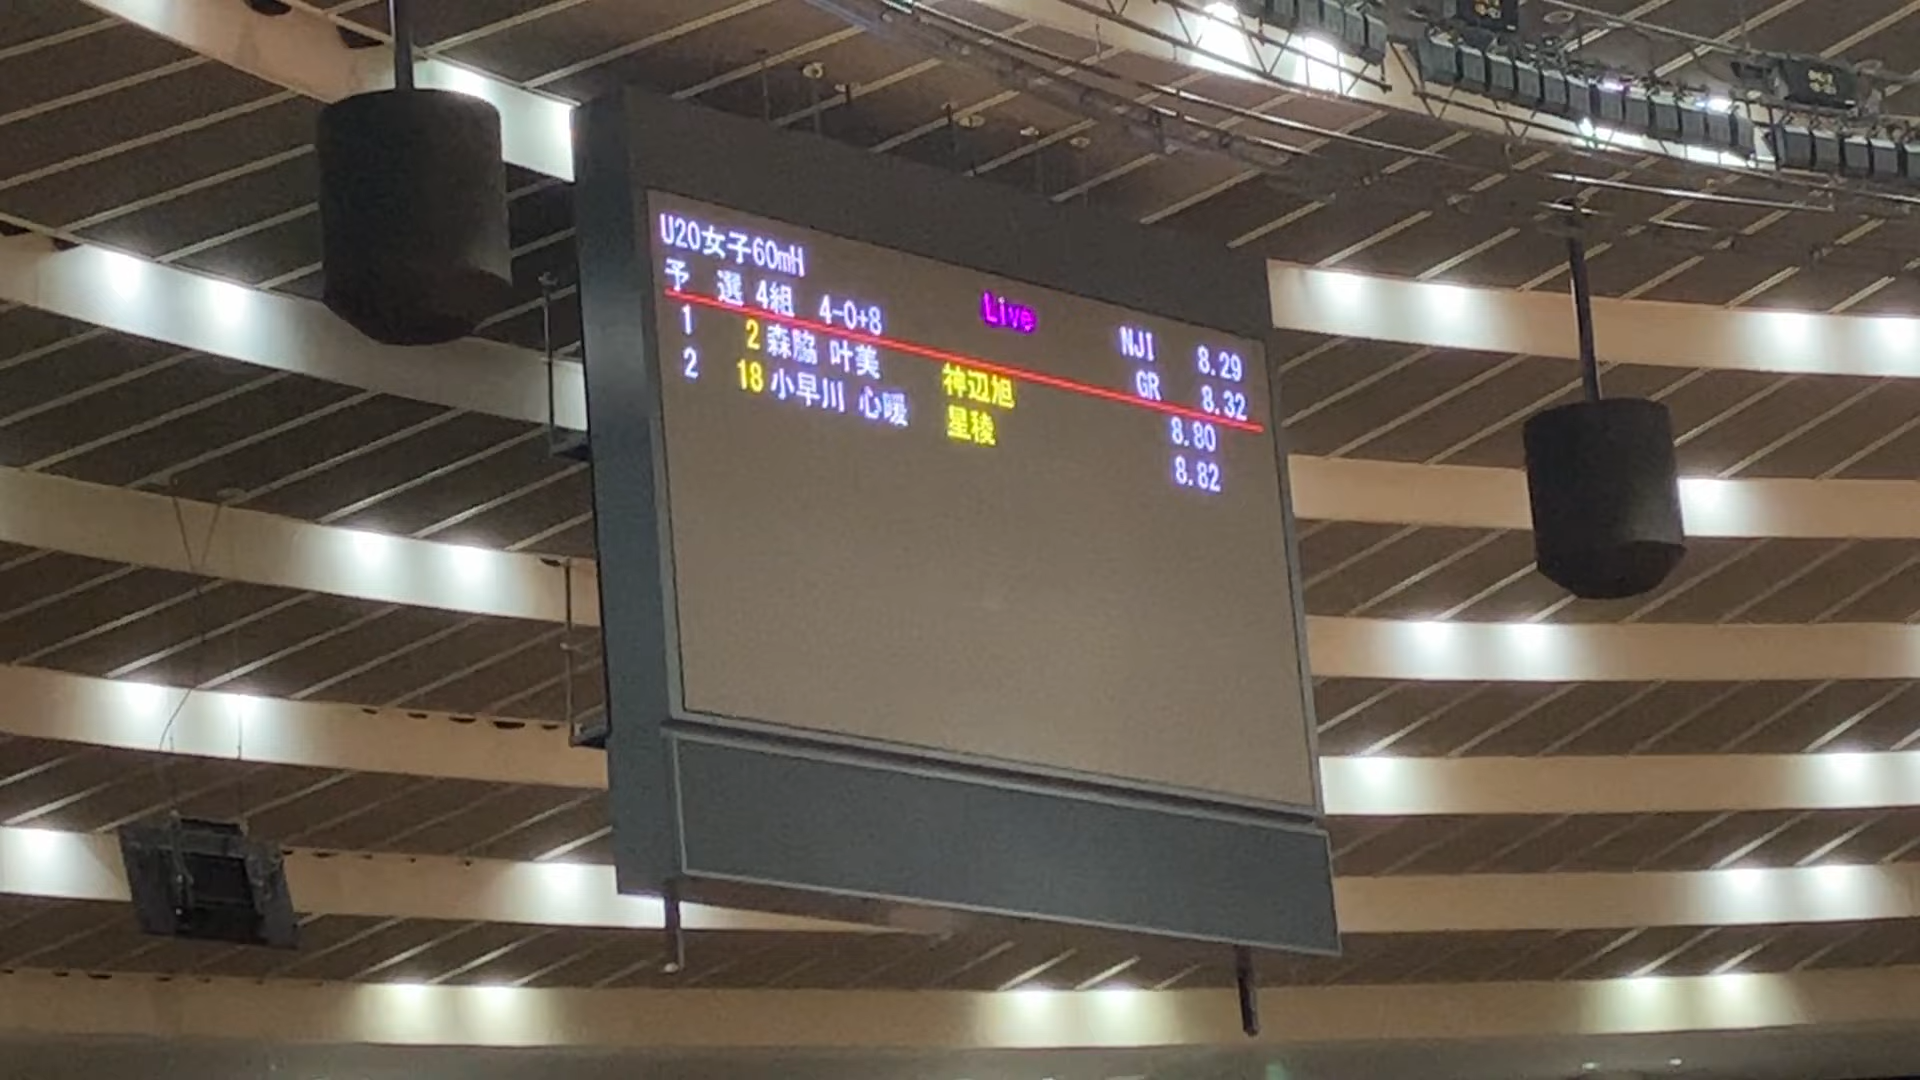 U20女子60mH
予 選 4組 4-0+8 Live NJI 8.29
GR 8.32
1 2 森脇 叶美 神辺旭 8.80
2 18 小早川 心暖 星稜 8.82